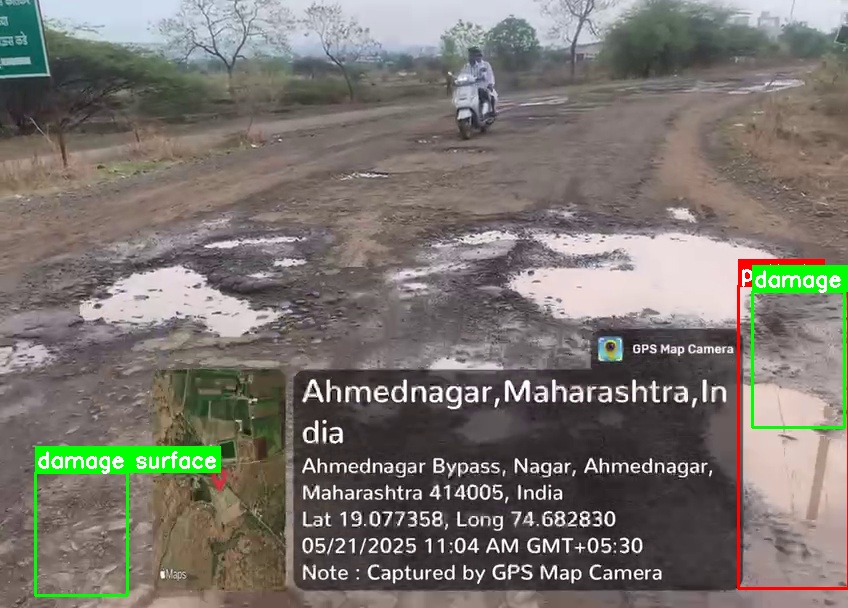 damage
damage surface
GPS Map Camera
Ahmednagar,Maharashtra,In
dia
Ahmednagar Bypass, Nagar, Ahmednagar,
Maharashtra 414005, India
Lat 19.077358, Long 74.682830
05/21/2025 11:04 AM GMT+05:30
Note : Captured by GPS Map Camera
Maps